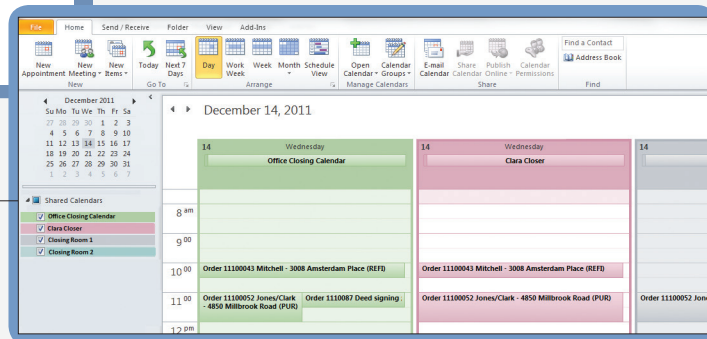 File Home Send / Receive Folder View Add-Ins
New Appointment New Meeting New Items
New
Today Next 7 Days
Go To
Day Work Week Week Month Schedule View
Arrange
Open Calendar Calendar Groups
Manage Calendars
E-mail Calendar Share Calendar Publish Online Calendar Permissions
Share
Find a Contact
Address Book
Find
December 2011
Su Mo Tu We Th Fr Sa
27 28 29 30 1 2 3
4 5 6 7 8 9 10
11 12 13 14 15 16 17
18 19 20 21 22 23 24
25 26 27 28 29 30 31
1 2 3 4 5 6 7
Shared Calendars
Office Closing Calendar
Clara Closer
Closing Room 1
Closing Room 2
December 14, 2011
14 Wednesday
Office Closing Calendar
14 Wednesday
Clara Closer
14
8 am
9 00
10 00
11 00
12 pm
Order 11100043 Mitchell - 3008 Amsterdam Place (REFI)
Order 11100052 Jones/Clark
- 4850 Millbrook Road (PUR)
Order 1110087 Deed signing
Order 11100043 Mitchell - 3008 Amsterdam Place (REFI)
Order 11100052 Jones/Clark - 4850 Millbrook Road (PUR)
Order 11100052